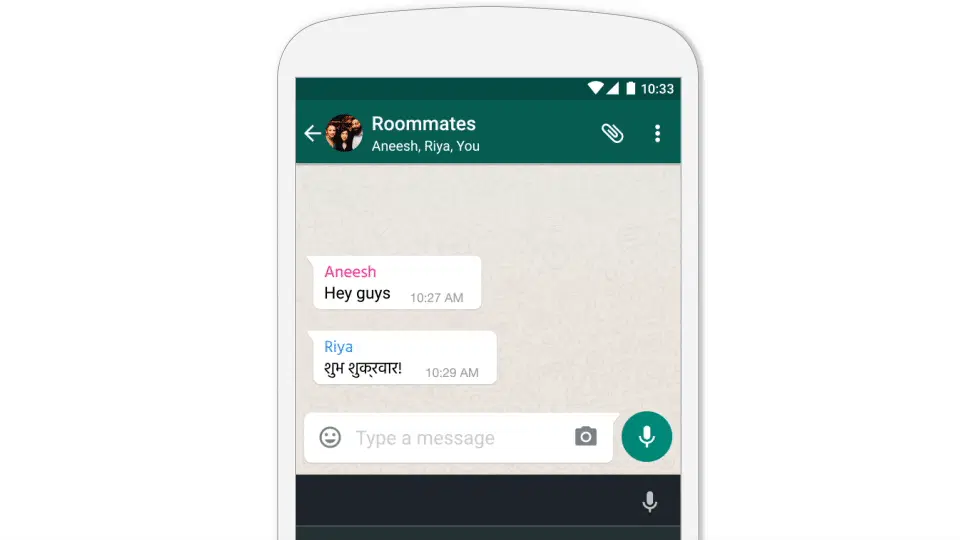 10:33
Roommates
Aneesh, Riya, You
Aneesh
Hey guys 10:27 AM
Riya
शुभ शुक्रवार! 10:29 AM
Type a message